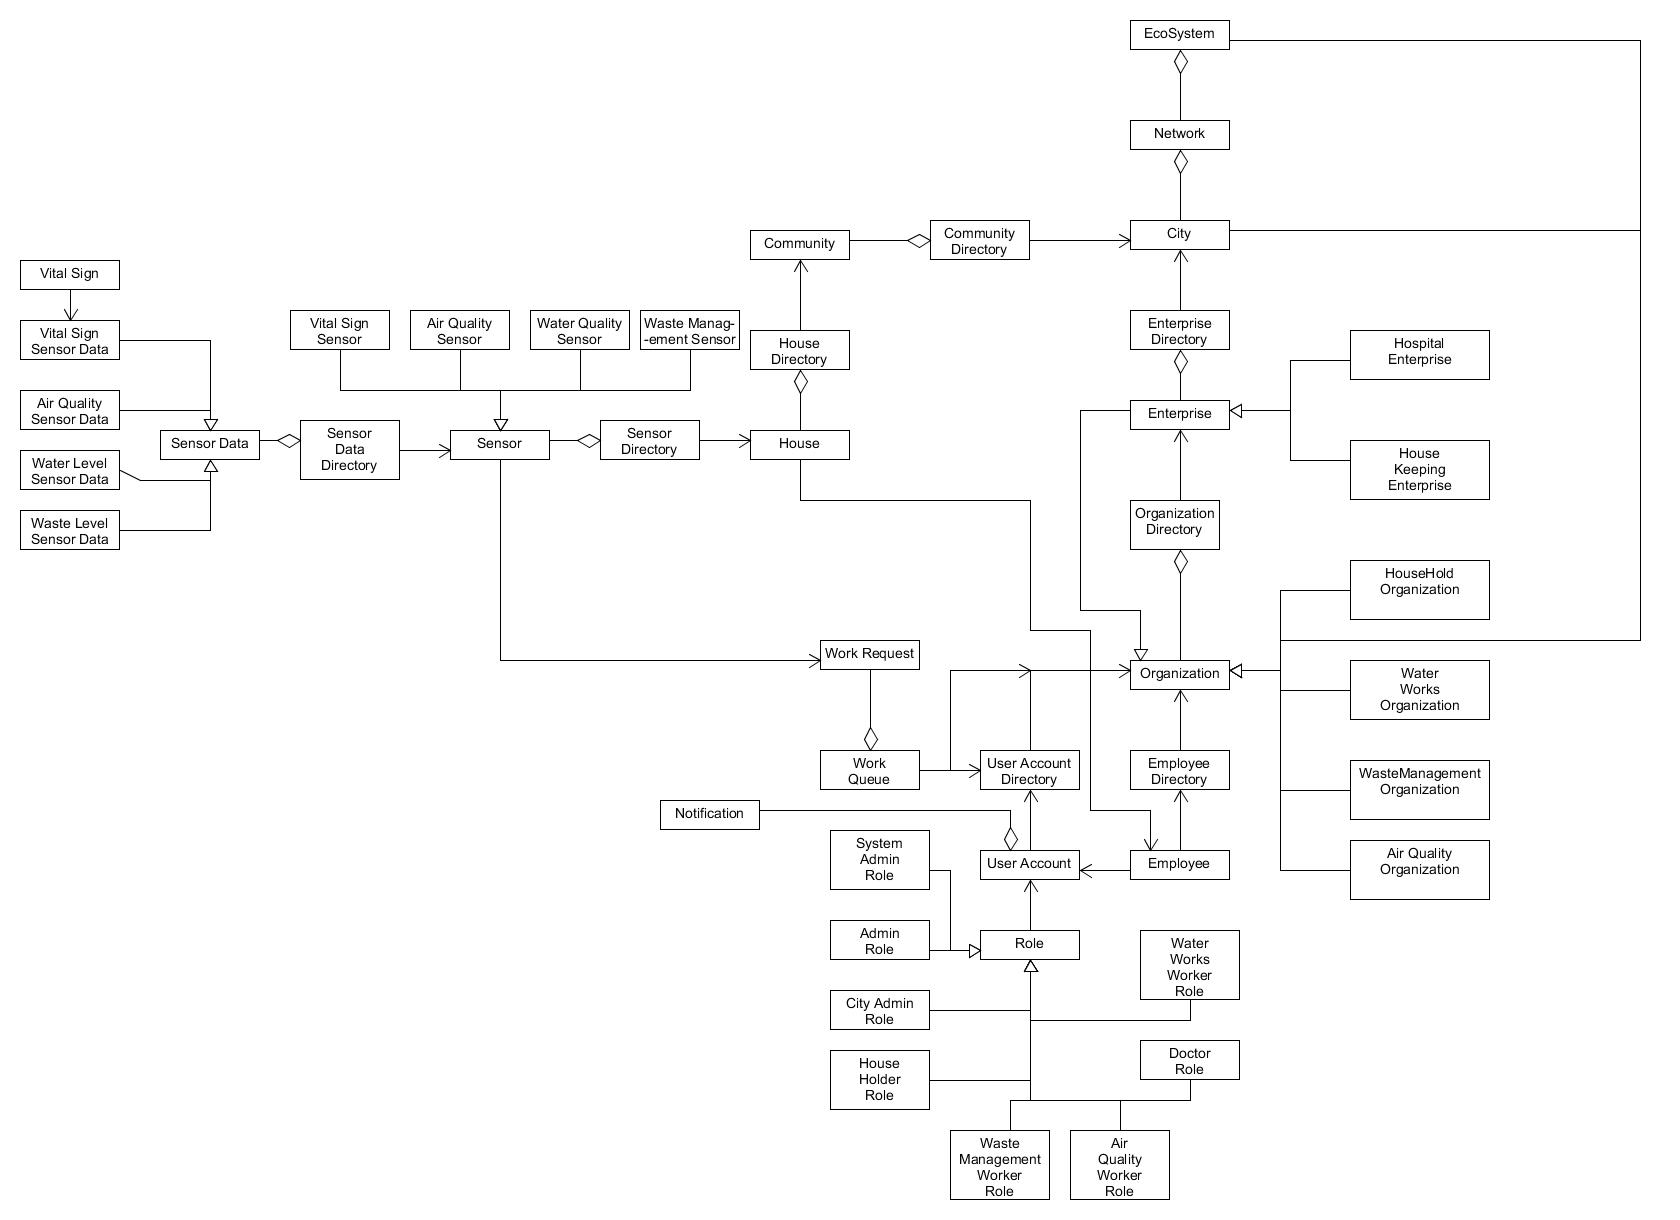 EcoSystem
Network
City
Community
Directory
Community
Vital Sign
Vital Sign
Sensor Data
Air Quality
Sensor Data
Water Level
Sensor Data
Waste Level
Sensor Data
Sensor Data
Sensor
Data
Directory
Vital Sign
Sensor
Air Quality
Sensor
Water Quality
Sensor
Waste Manag-
-ement Sensor
Sensor
Sensor
Directory
House
Directory
House
Enterprise
Directory
Enterprise
Hospital
Enterprise
House
Keeping
Enterprise
Organization
Directory
HouseHold
Organization
Organization
Water
Works
Organization
WasteManagement
Organization
Air Quality
Organization
Work Request
Work
Queue
User Account
Directory
Employee
Directory
Notification
User Account
Employee
System
Admin
Role
Admin
Role
Role
City Admin
Role
House
Holder
Role
Water
Works
Worker
Role
Doctor
Role
Waste
Management
Worker
Role
Air
Quality
Worker
Role